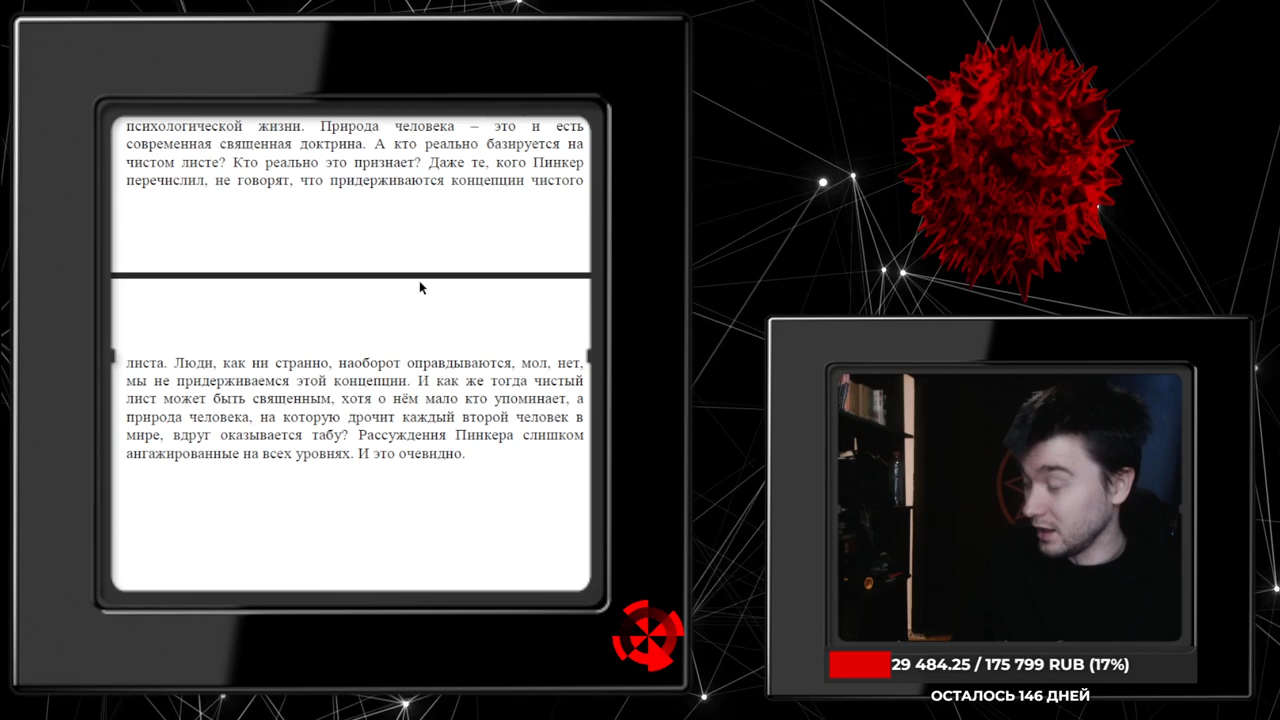 психологической жизни. Природа человека – это и есть
современная священная доктрина. А кто реально базируется на
чистом листе? Кто реально это признает? Даже те, кого Пинкер
перечислил, не говорят, что придерживаются концепции чистого
листа. Люди, как ни странно, наоборот оправдываются, мол, нет,
мы не придерживаемся этой концепции. И как же тогда чистый
лист может быть священным, хотя о нём мало кто упоминает, а
природа человека, на которую дрочит каждый второй человек в
мире, вдруг оказывается табу? Рассуждения Пинкера слишком
ангажированные на всех уровнях. И это очевидно.
29 484.25 / 175 799 RUB (17%)
ОСТАЛОСЬ 146 ДНЕЙ